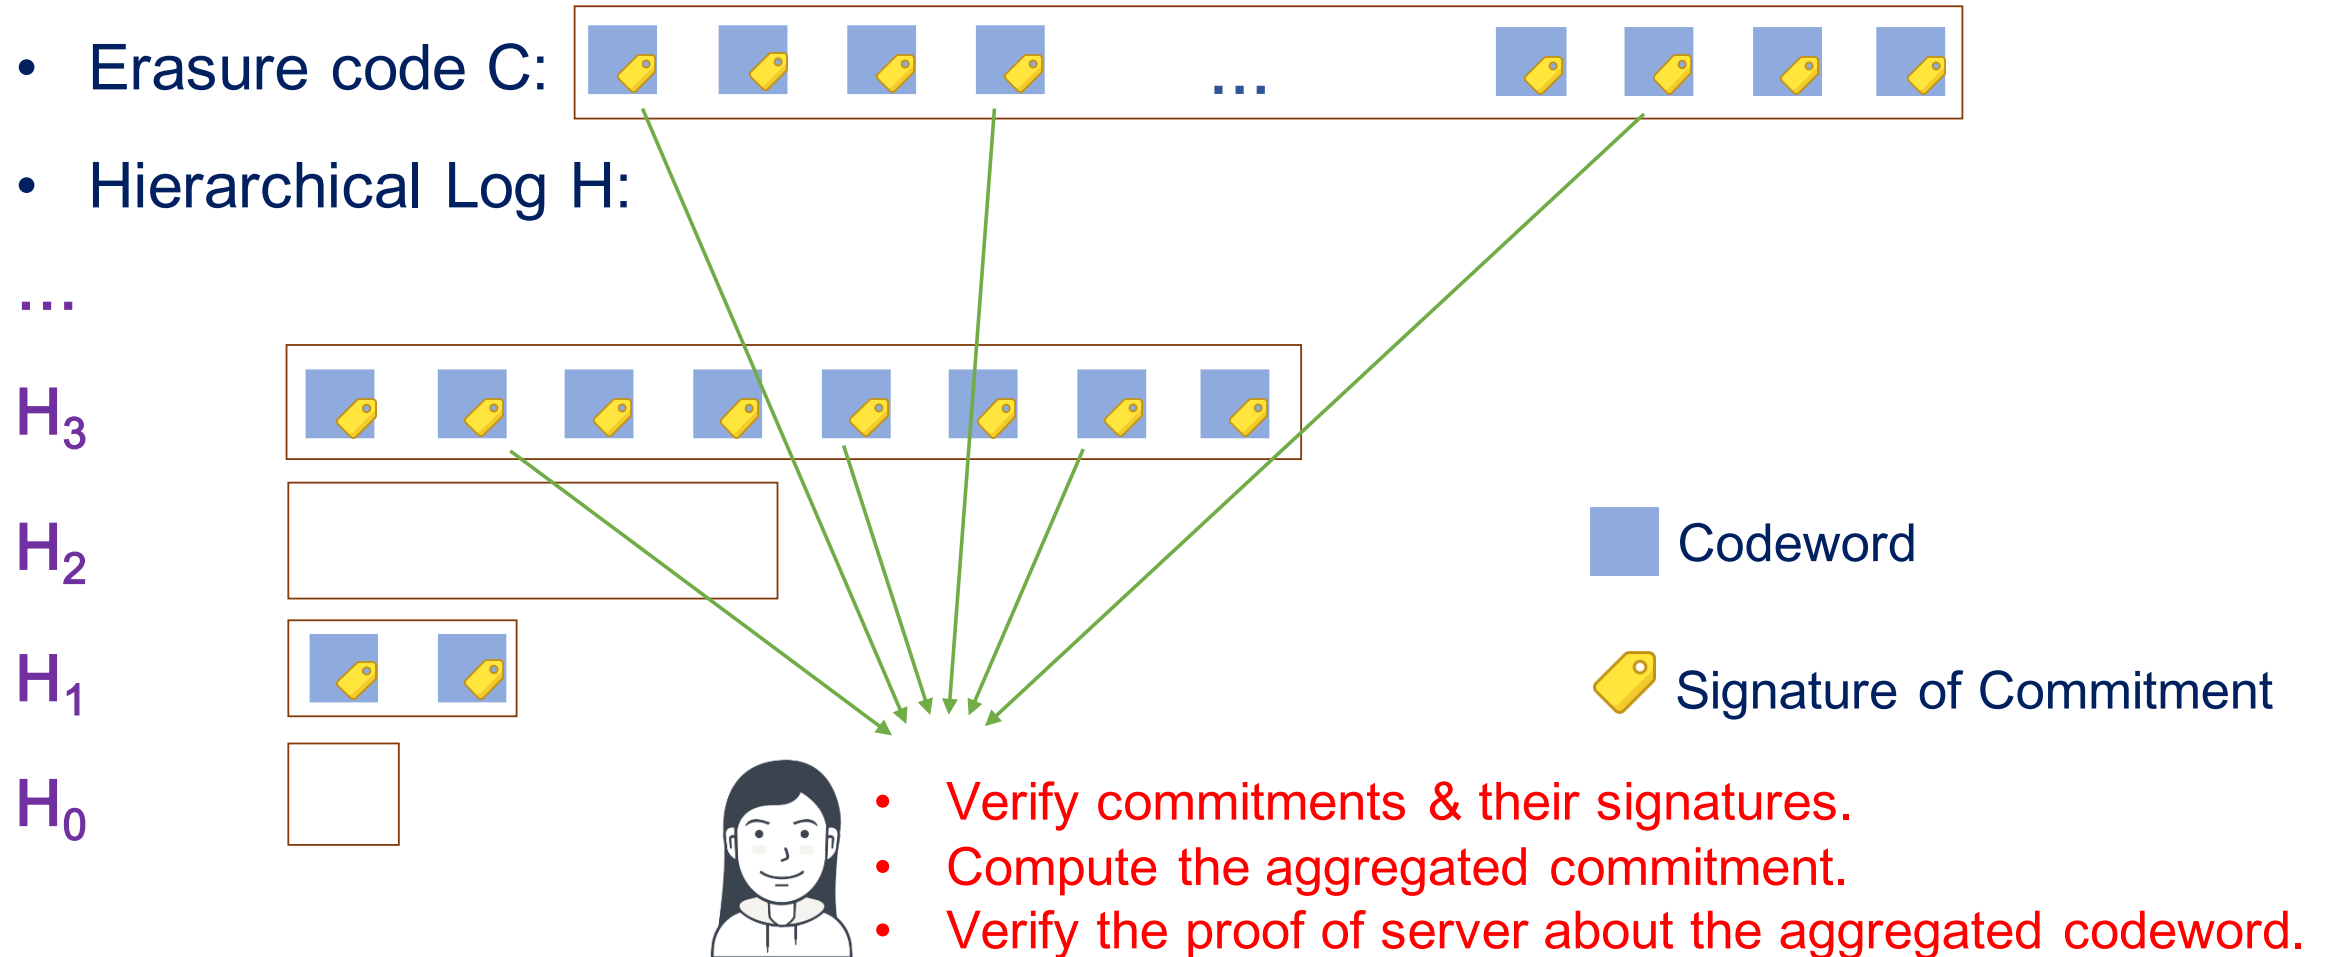 • Erasure code C:
...
• Hierarchical Log H:
...
H₃
H₂
Codeword
H₁
Signature of Commitment
H₀
• Verify commitments & their signatures.
• Compute the aggregated commitment.
• Verify the proof of server about the aggregated codeword.